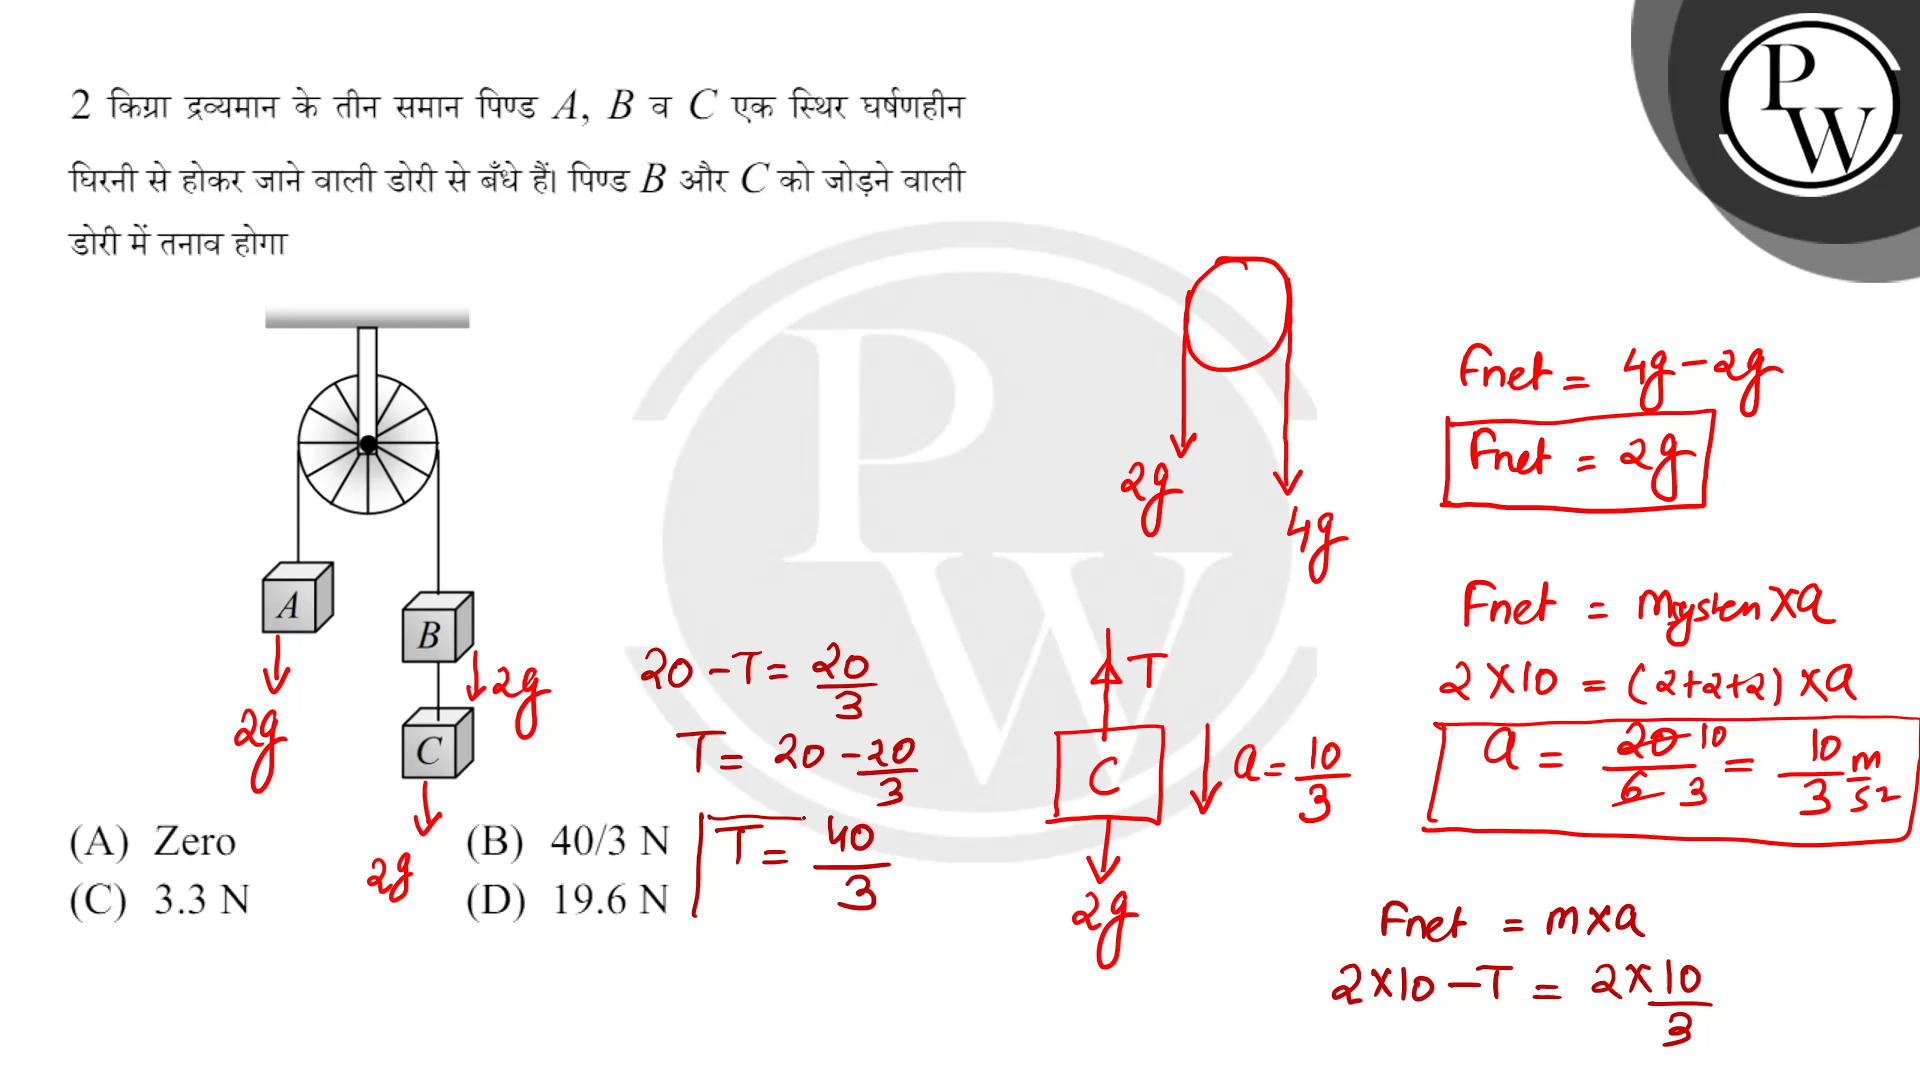 2 किग्रा द्रव्यमान के तीन समान पिण्ड A, B व C एक स्थिर घर्षणहीन
घिरनी से होकर जाने वाली डोरी से बँधे हैं। पिण्ड B और C को जोड़ने वाली
डोरी में तनाव होगा
A
B
C
2g
2g
2g
(A) Zero
(B) 40/3 N
(C) 3.3 N
(D) 19.6 N
20 - T = 20/3
T = 20 - 20/3
T = 40/3
2g
4g
T
C
a = 10/3
2g
Fnet = 4g - 2g
Fnet = 2g
Fnet = Msystem × a
2 × 10 = (2+2+2) × a
a = 20/6 10/3 = 10/3 m/s2
Fnet = m × a
2 × 10 - T = 2 × 10/3
PW
PW